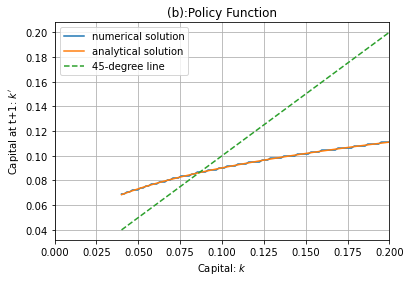 (b):Policy Function
numerical solution
analytical solution
45-degree line
Capital at t+1: k′
0.20
0.18
0.16
0.14
0.12
0.10
0.08
0.06
0.04
0.000 0.025 0.050 0.075 0.100 0.125 0.150 0.175 0.200
Capital: k